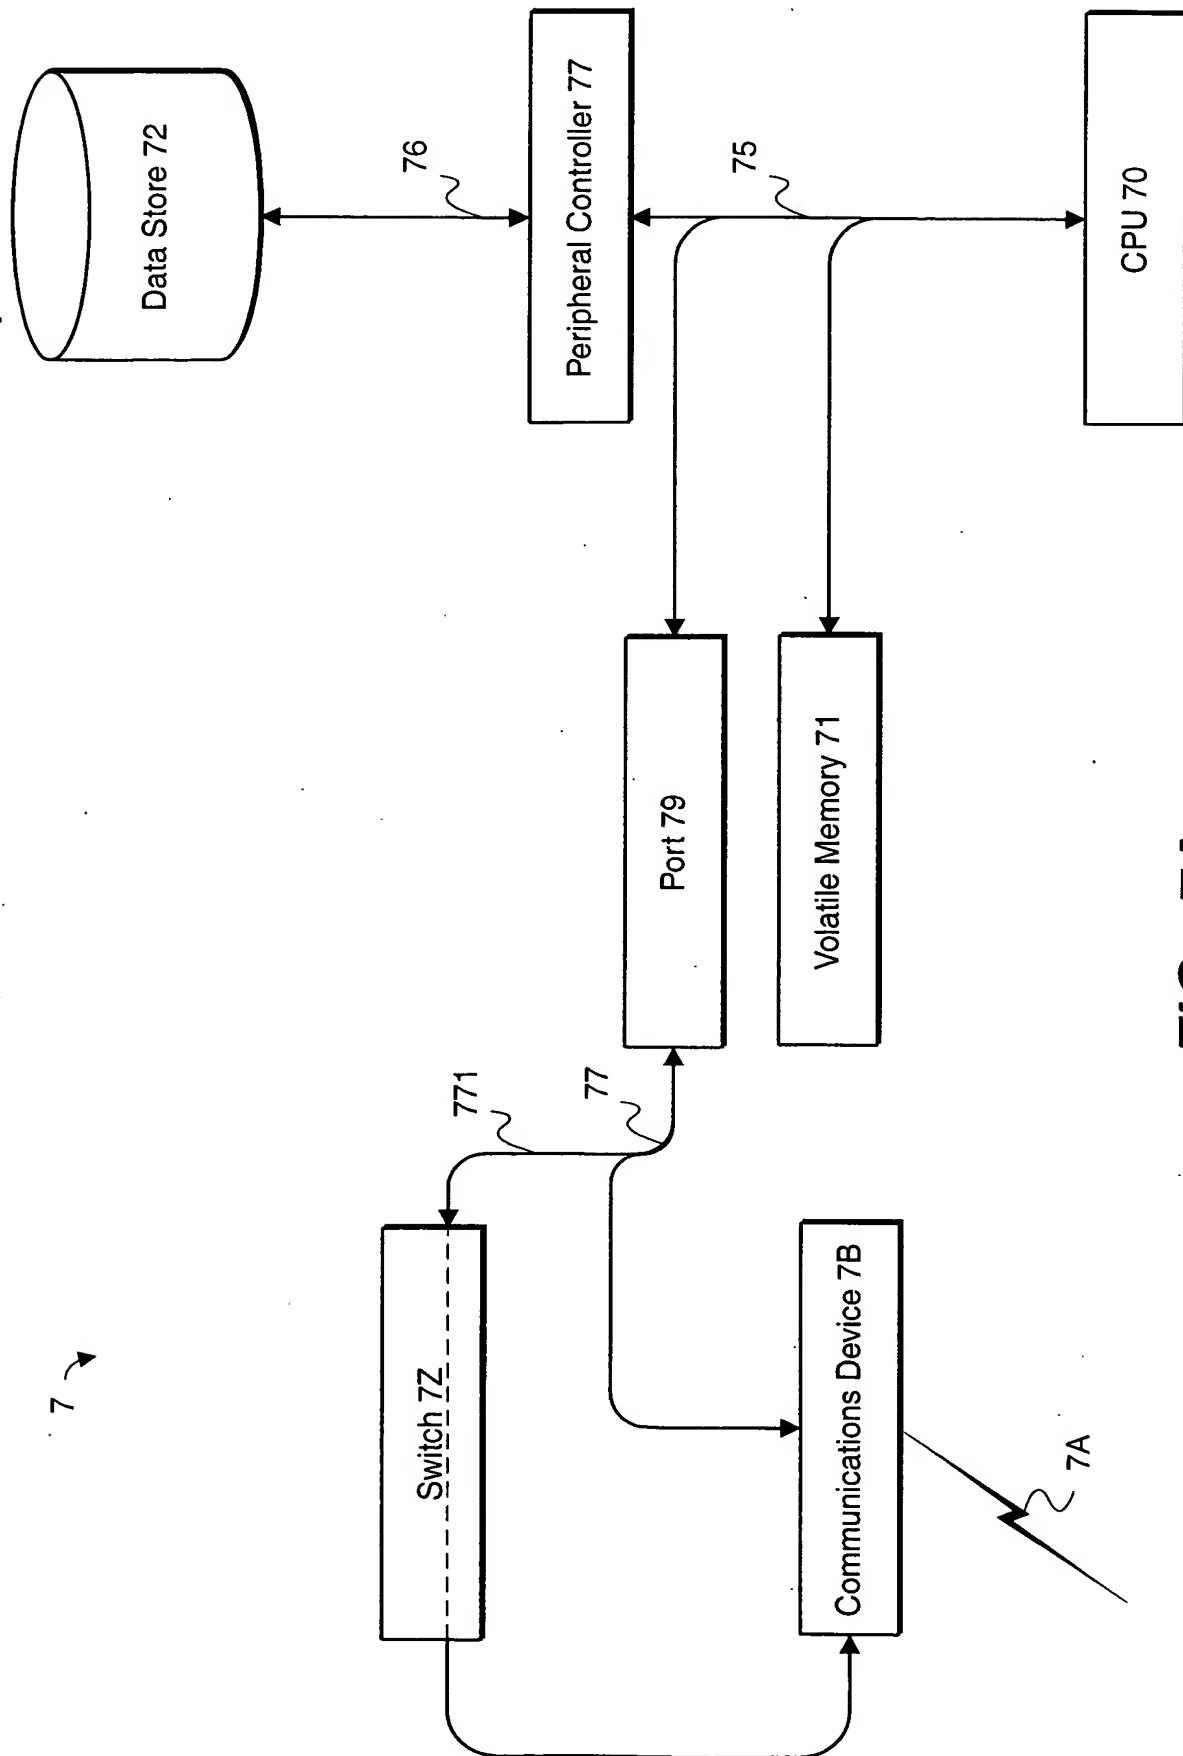 7
Data Store 72
76
Switch 7Z
771
Peripheral Controller 77
77
Port 79
75
Volatile Memory 71
Communications Device 7B
7A
CPU 70